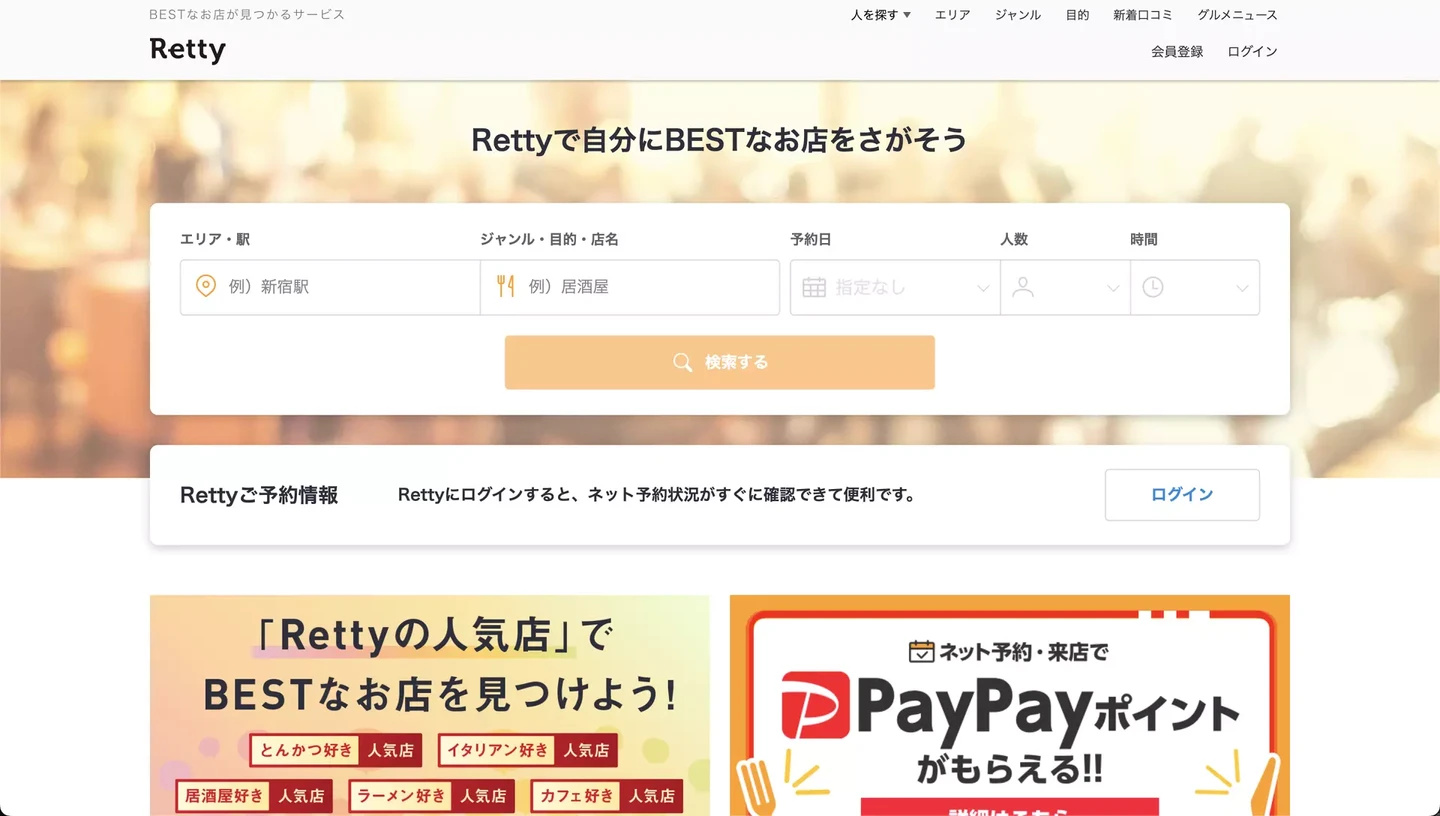 BESTなお店が見つかるサービス
人を探す▼ エリア ジャンル 目的 新着口コミ グルメニュース
Retty
会員登録 ログイン
Rettyで自分にBESTなお店をさがそう
エリア・駅 ジャンル・目的・店名 予約日 人数 時間
例）新宿駅 例）居酒屋 指定なし
検索する
Rettyご予約情報 Rettyにログインすると、ネット予約状況がすぐに確認できて便利です。 ログイン
「Rettyの人気店」で
BESTなお店を見つけよう!
とんかつ好き 人気店 イタリアン好き 人気店
居酒屋好き 人気店 ラーメン好き 人気店 カフェ好き 人気店
ネット予約・来店で
PayPayポイント
がもらえる!!
詳細はこちら